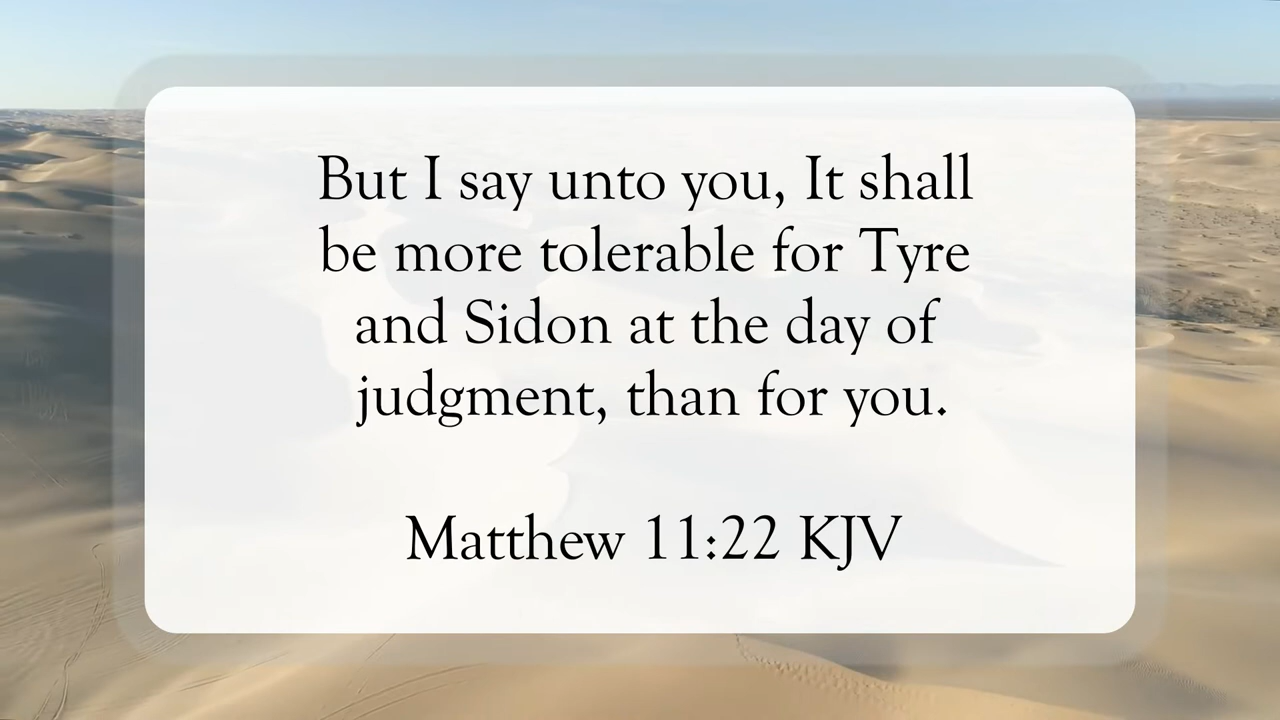 But I say unto you, It shall
be more tolerable for Tyre
and Sidon at the day of
judgment, than for you.
Matthew 11:22 KJV